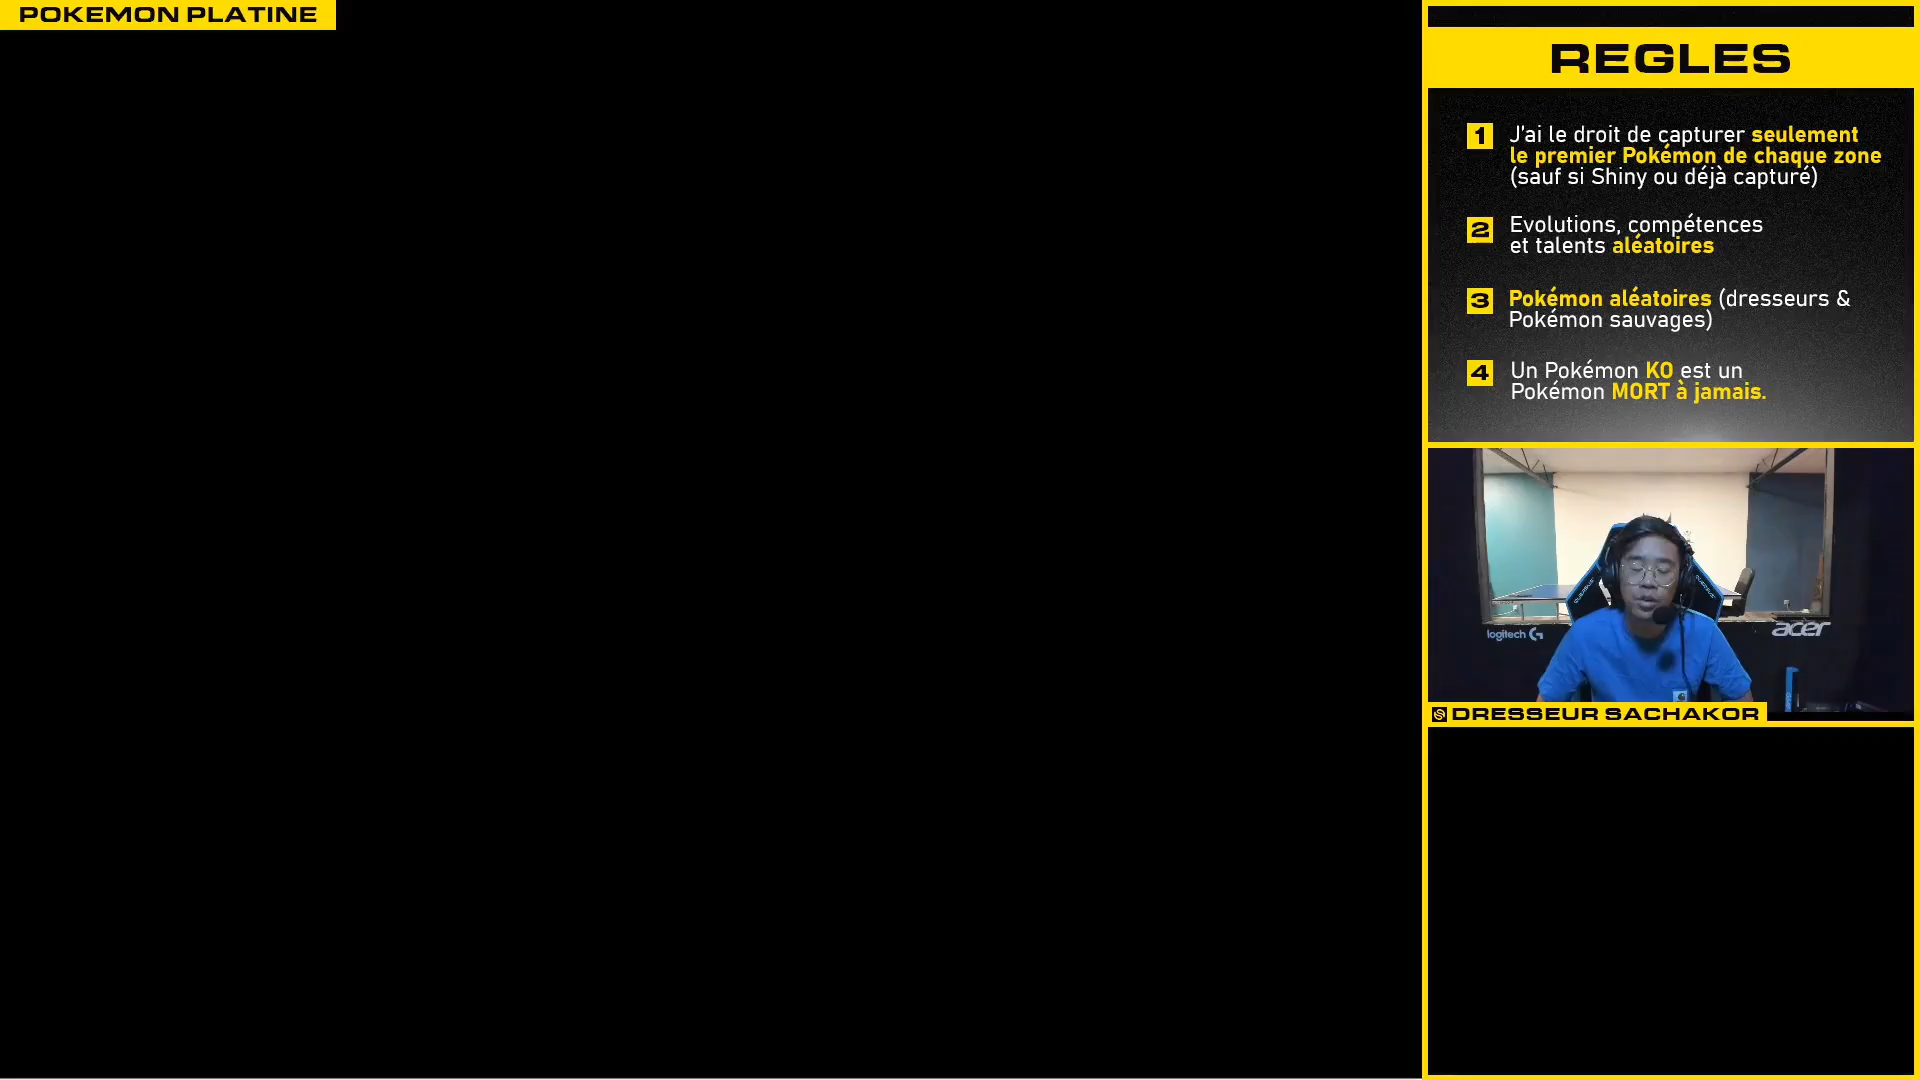 POKEMON PLATINE
REGLES
1 J'ai le droit de capturer seulement
le premier Pokémon de chaque zone
(sauf si Shiny ou déjà capturé)
2 Evolutions, compétences
et talents aléatoires
3 Pokémon aléatoires (dresseurs &
Pokémon sauvages)
4 Un Pokémon KO est un
Pokémon MORT à jamais.
logitech G
acer
DRESSEUR SACHAKOR